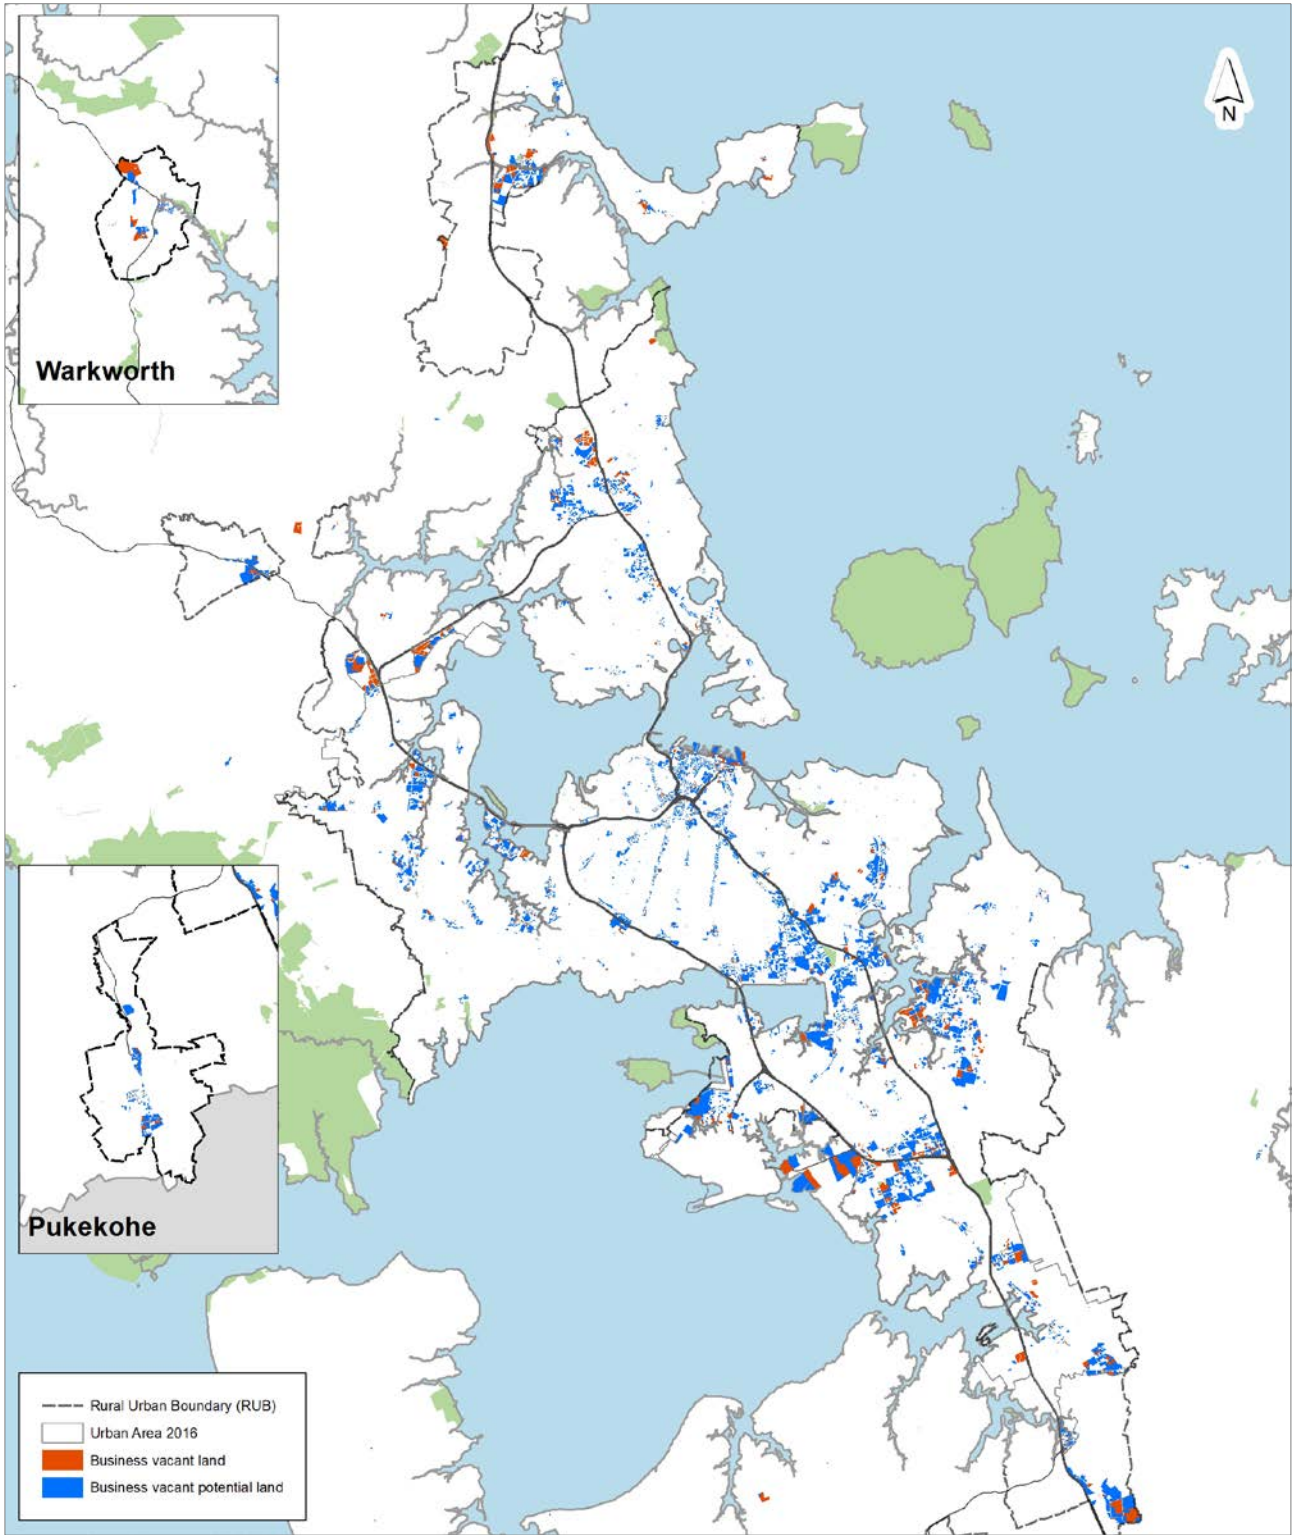 N
Warkworth
Pukekohe
Rural Urban Boundary (RUB)
Urban Area 2016
Business vacant land
Business vacant potential land